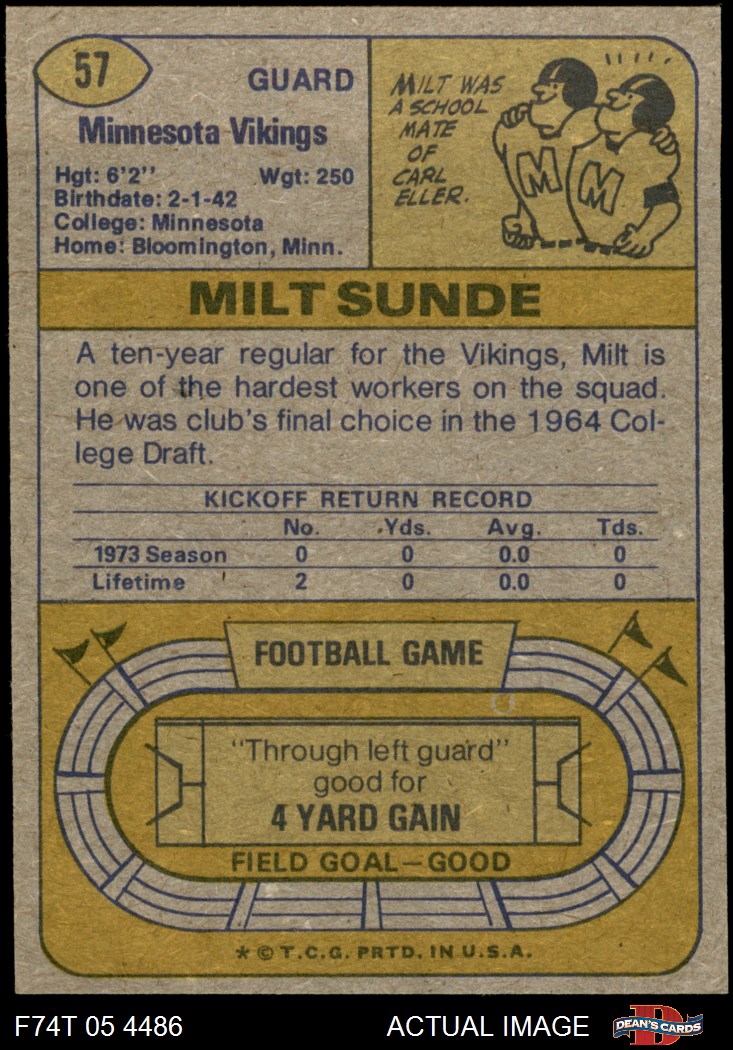 57
GUARD
Minnesota Vikings
Hgt: 6'2'' Wgt: 250
Birthdate: 2-1-42
College: Minnesota
Home: Bloomington, Minn.
MILT WAS
A SCHOOL
MATE
OF
CARL
ELLER.
M M
MILT SUNDE
A ten-year regular for the Vikings, Milt is
one of the hardest workers on the squad.
He was club's final choice in the 1964 Col-
lege Draft.
KICKOFF RETURN RECORD
No. Yds. Avg. Tds.
1973 Season 0 0 0.0 0
Lifetime 2 0 0.0 0
FOOTBALL GAME
"Through left guard"
good for
4 YARD GAIN
FIELD GOAL—GOOD
* © T.C.G. PRTD. IN U.S.A.
F74T 05 4486 ACTUAL IMAGE D DEAN'S CARDS